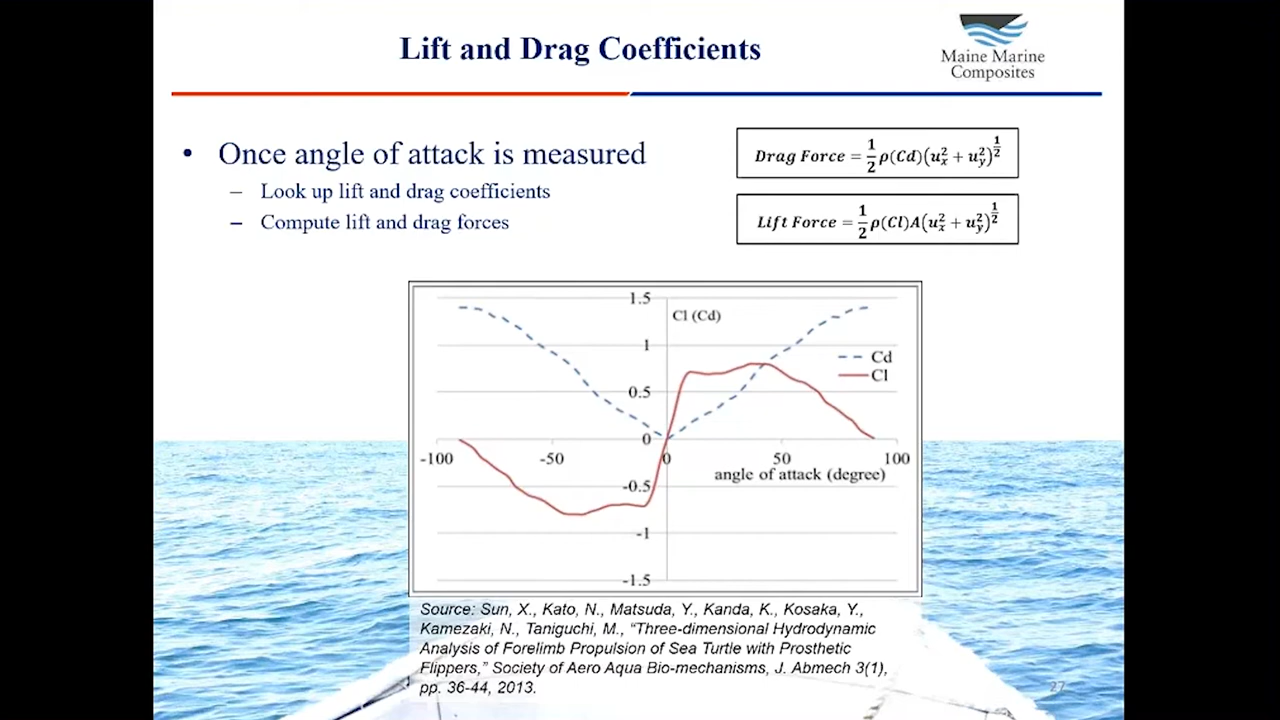 Lift and Drag Coefficients
Maine Marine
Composites
• Once angle of attack is measured
– Look up lift and drag coefficients
– Compute lift and drag forces
Drag Force = 1/2 ρ(Cd)(u_x^2 + u_y^2)^1/2
Lift Force = 1/2 ρ(Cl)A(u_x^2 + u_y^2)^1/2
1.5
Cl (Cd)
1
Cd
Cl
0.5
0
-100 -50 0 50 100
angle of attack (degree)
-0.5
-1
-1.5
Source: Sun, X., Kato, N., Matsuda, Y., Kanda, K., Kosaka, Y.,
Kamezaki, N., Taniguchi, M., “Three-dimensional Hydrodynamic
Analysis of Forelimb Propulsion of Sea Turtle with Prosthetic
Flippers,” Society of Aero Aqua Bio-mechanisms, J. Abmech 3(1),
pp. 36-44, 2013.
27